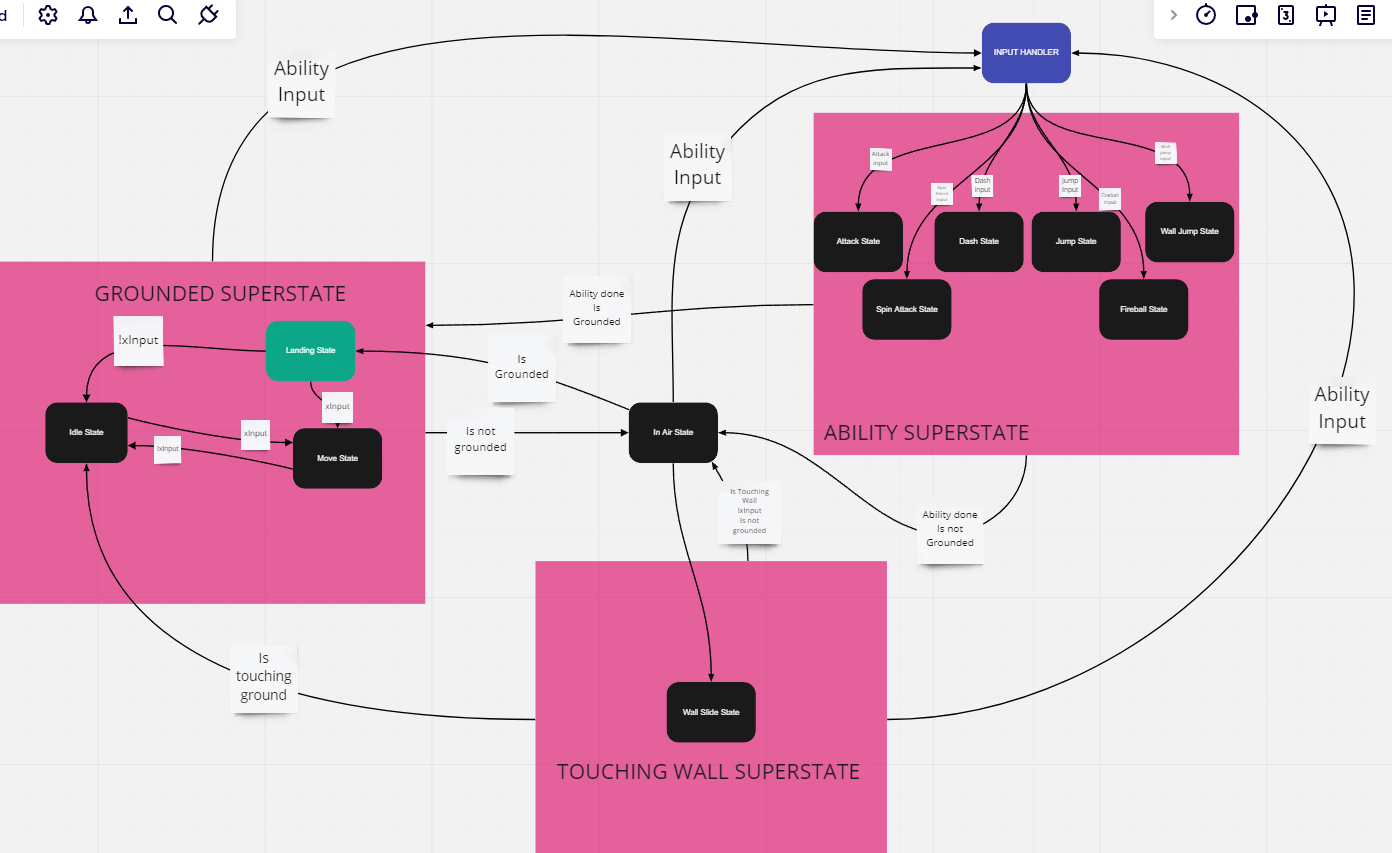 d
INPUT HANDLER
Ability
Input
Ability
Input
Attack
input
Spin
Attack
Input
Dash
input
Jump
Input
Fireball
input
Wall
jump
input
Attack State
Dash State
Jump State
Wall Jump State
Spin Attack State
Fireball State
ABILITY SUPERSTATE
GROUNDED SUPERSTATE
!xInput
Landing State
xInput
Idle State
xInput
!xInput
Move State
Ability done
Is
Grounded
Is
Grounded
Is not
grounded
In Air State
Is Touching
Wall
!xInput
Is not
grounded
Ability done
Is not
Grounded
Ability
Input
Is
touching
ground
Wall Slide State
TOUCHING WALL SUPERSTATE